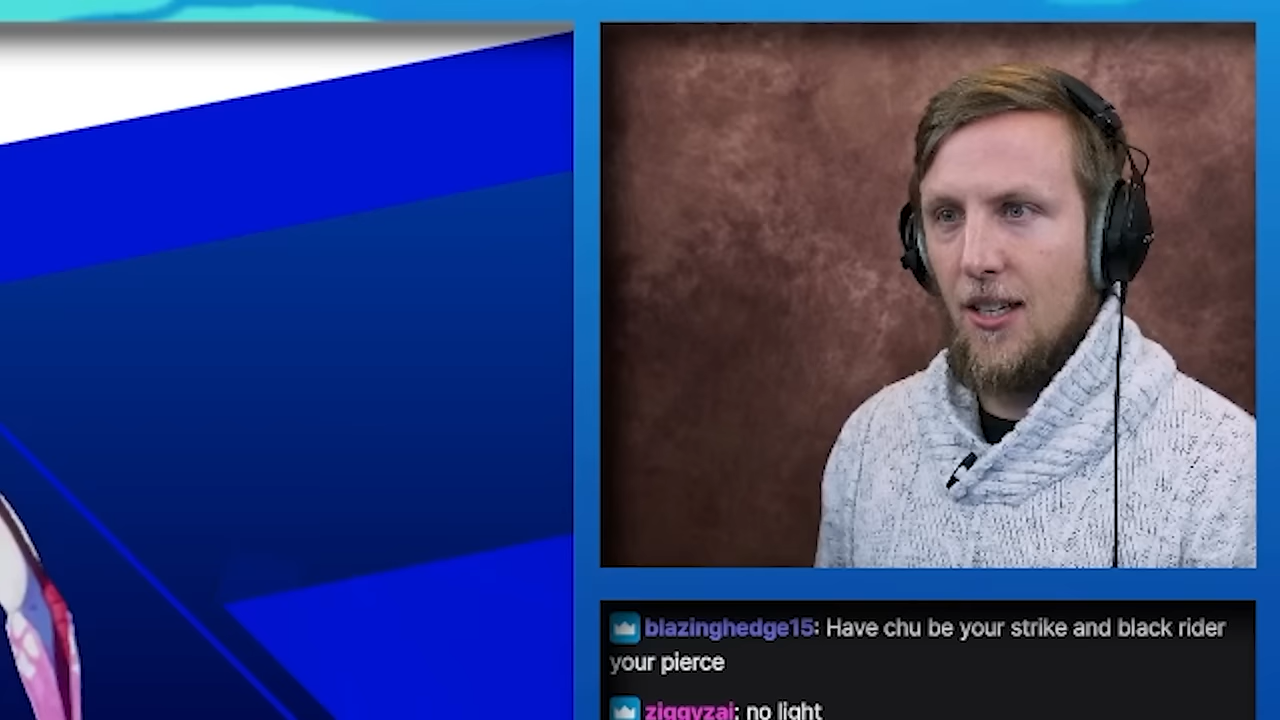 blazinghedge15: Have chu be your strike and black rider
your pierce
ziggyzai: no light